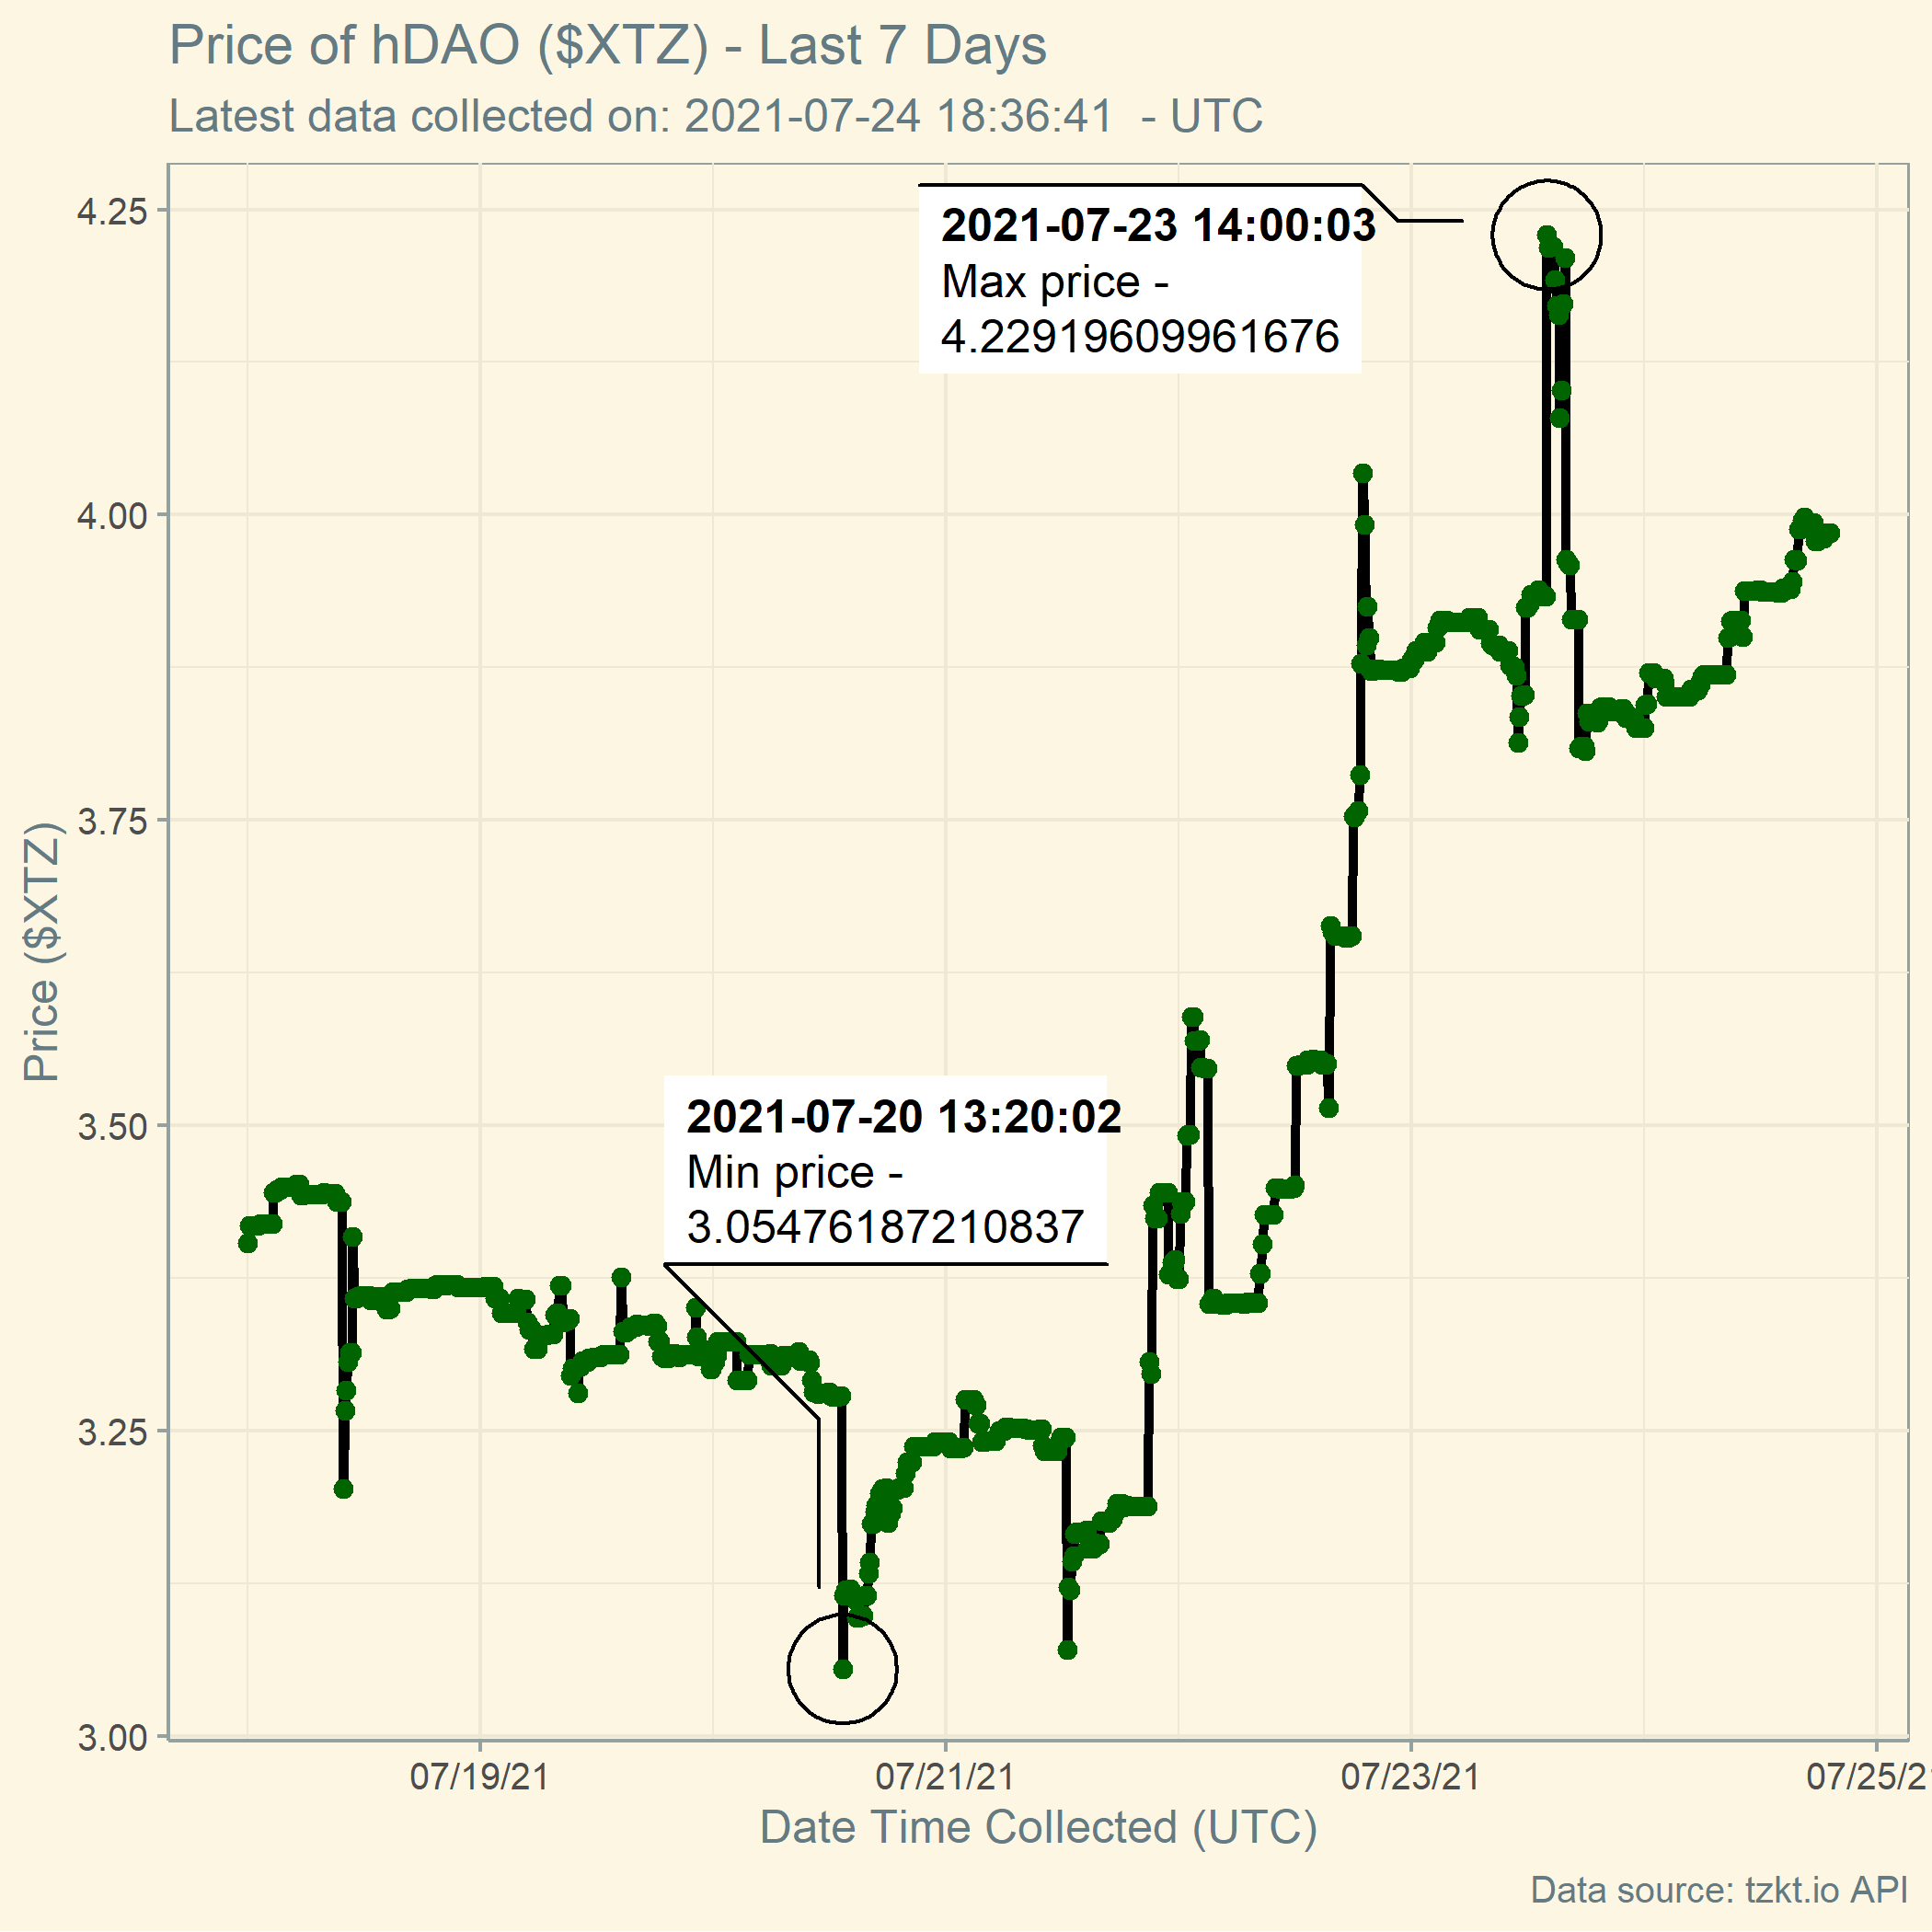 Price of hDAO ($XTZ) - Last 7 Days
Latest data collected on: 2021-07-24 18:36:41  - UTC
4.25
4.00
3.75
3.50
3.25
3.00
Price ($XTZ)
2021-07-23 14:00:03
Max price -
4.22919609961676
2021-07-20 13:20:02
Min price -
3.05476187210837
07/19/21
07/21/21
07/23/21
07/25/2
Date Time Collected (UTC)
Data source: tzkt.io API